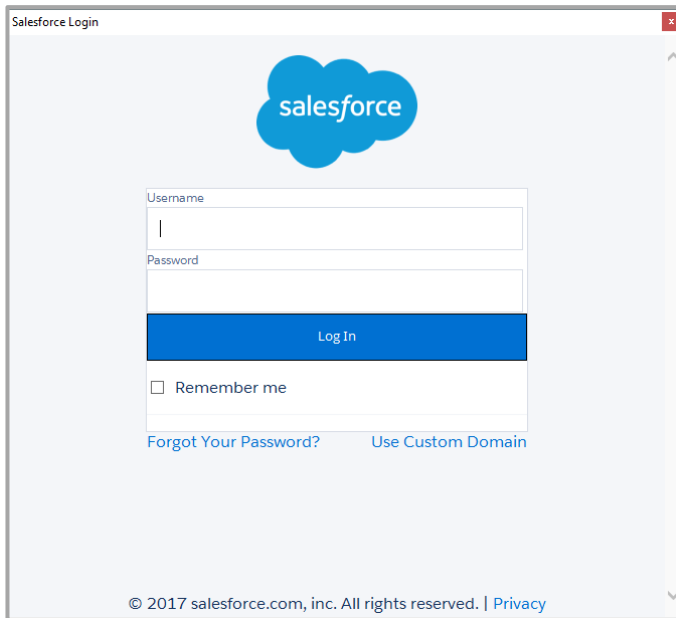 Salesforce Login
x
salesforce
Username
Password
Log In
Remember me
Forgot Your Password? Use Custom Domain
© 2017 salesforce.com, inc. All rights reserved. | Privacy